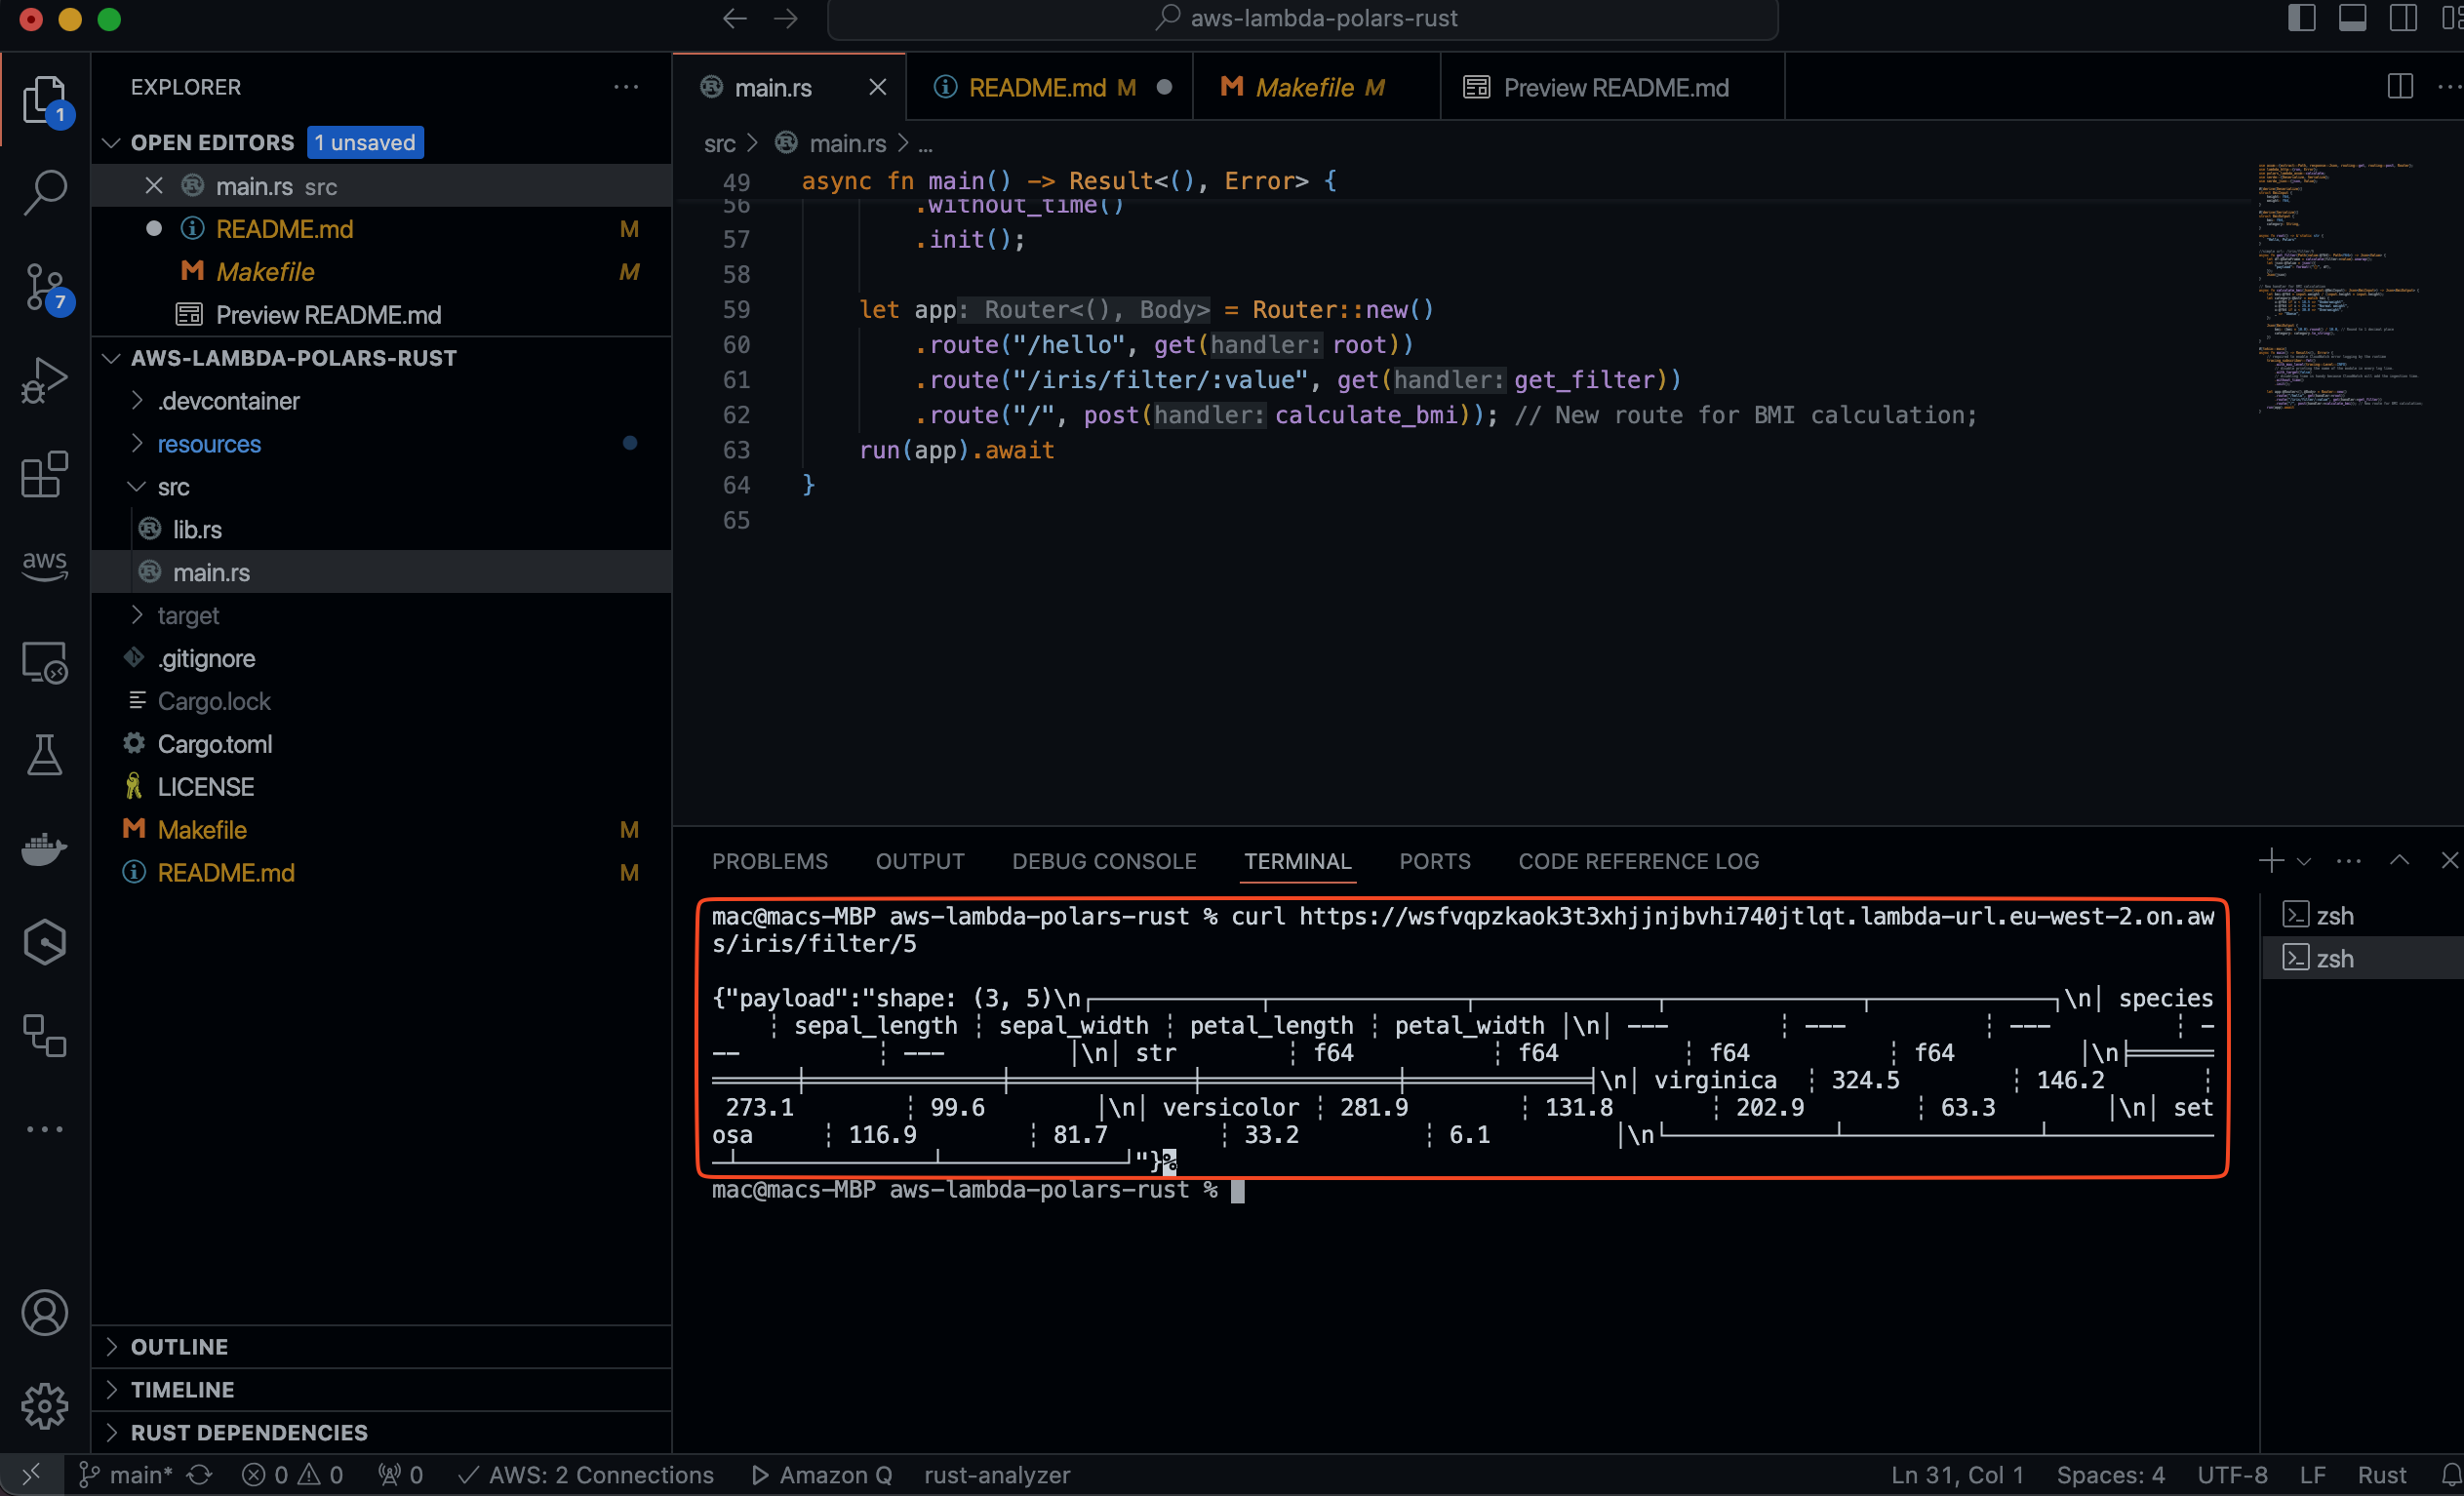 aws-lambda-polars-rust
EXPLORER
1
OPEN EDITORS 1 unsaved
main.rs src
README.md M
Makefile M
Preview README.md
7
AWS-LAMBDA-POLARS-RUST
.devcontainer
resources
src
lib.rs
main.rs
target
.gitignore
Cargo.lock
Cargo.toml
LICENSE
Makefile M
README.md M
aws
OUTLINE
TIMELINE
RUST DEPENDENCIES
main.rs README.md M Makefile M Preview README.md
src > main.rs > ...
49 async fn main() -> Result<(), Error> {
56 .without_time()
57 .init();
58
59 let app: Router<(), Body> = Router::new()
60 .route("/hello", get(handler: root))
61 .route("/iris/filter/:value", get(handler: get_filter))
62 .route("/", post(handler: calculate_bmi)); // New route for BMI calculation;
63 run(app).await
64 }
65
PROBLEMS OUTPUT DEBUG CONSOLE TERMINAL PORTS CODE REFERENCE LOG
mac@macs-MBP aws-lambda-polars-rust % curl https://wsfvqpzkaok3t3xhjjnjbvhi740jtlqt.lambda-url.eu-west-2.on.aw
s/iris/filter/5
{"payload":"shape: (3, 5)\n┌───────────┬──────────────┬─────────────┬──────────────┬─────────────┐\n│ species
┆ sepal_length ┆ sepal_width ┆ petal_length ┆ petal_width │\n│ --- ┆ --- ┆ --- ┆ -
-- ┆ --- │\n│ str ┆ f64 ┆ f64 ┆ f64 ┆ f64 │\n╞══════
══════╪══════════════╪═════════════╪══════════════╪═════════════╡\n│ virginica ┆ 324.5 ┆ 146.2 ┆
273.1 ┆ 99.6 │\n│ versicolor ┆ 281.9 ┆ 131.8 ┆ 202.9 ┆ 63.3 │\n│ set
osa ┆ 116.9 ┆ 81.7 ┆ 33.2 ┆ 6.1 │\n└────────────┴──────────────┴────────────
─┴──────────────┴─────────────┘"}%
mac@macs-MBP aws-lambda-polars-rust %
zsh
zsh
main* 0 0 0 AWS: 2 Connections Amazon Q rust-analyzer Ln 31, Col 1 Spaces: 4 UTF-8 LF Rust